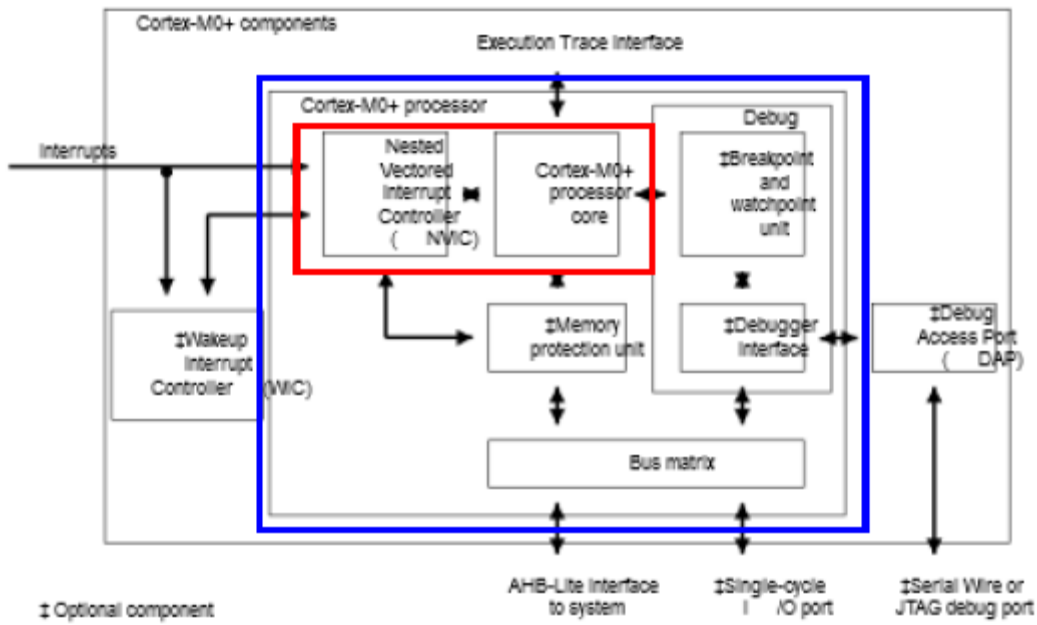 Cortex-M0+ components
Execution Trace Interface
Cortex-M0+ processor
Interrupts
Nested
Vectored
Interrupt
Controller
( NVIC)
Cortex-M0+
processor
core
Debug
‡Breakpoint
and
watchpoint
unit
‡Wakeup
Interrupt
Controller (WIC)
‡Memory
protection unit
‡Debugger
interface
‡Debug
Access Port
( DAP)
Bus matrix
AHB-Lite interface
to system
‡Single-cycle
I /O port
‡Serial Wire or
JTAG debug port
‡ Optional component